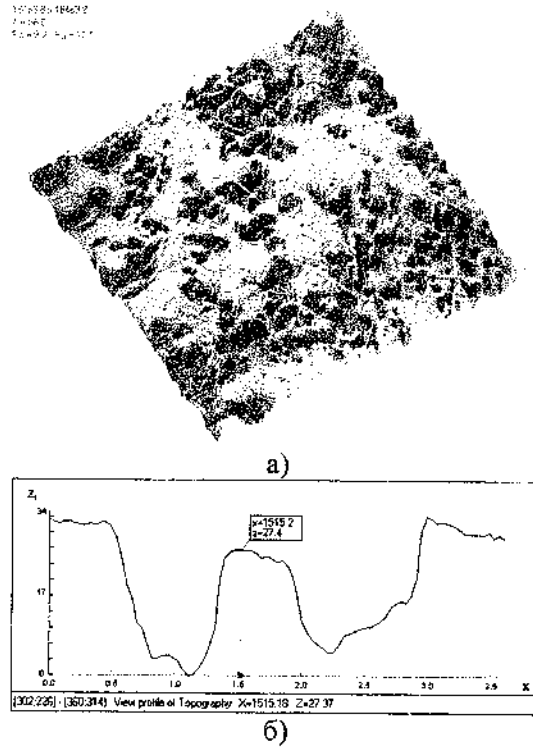 а)
Z,
34
x=1515.2
z=27.4
17
0
0.0 0.5 1.0 1.5 2.0 2.5 3.0 3.5 X
View profile of Topography X=1515.18 Z=27.37
б)